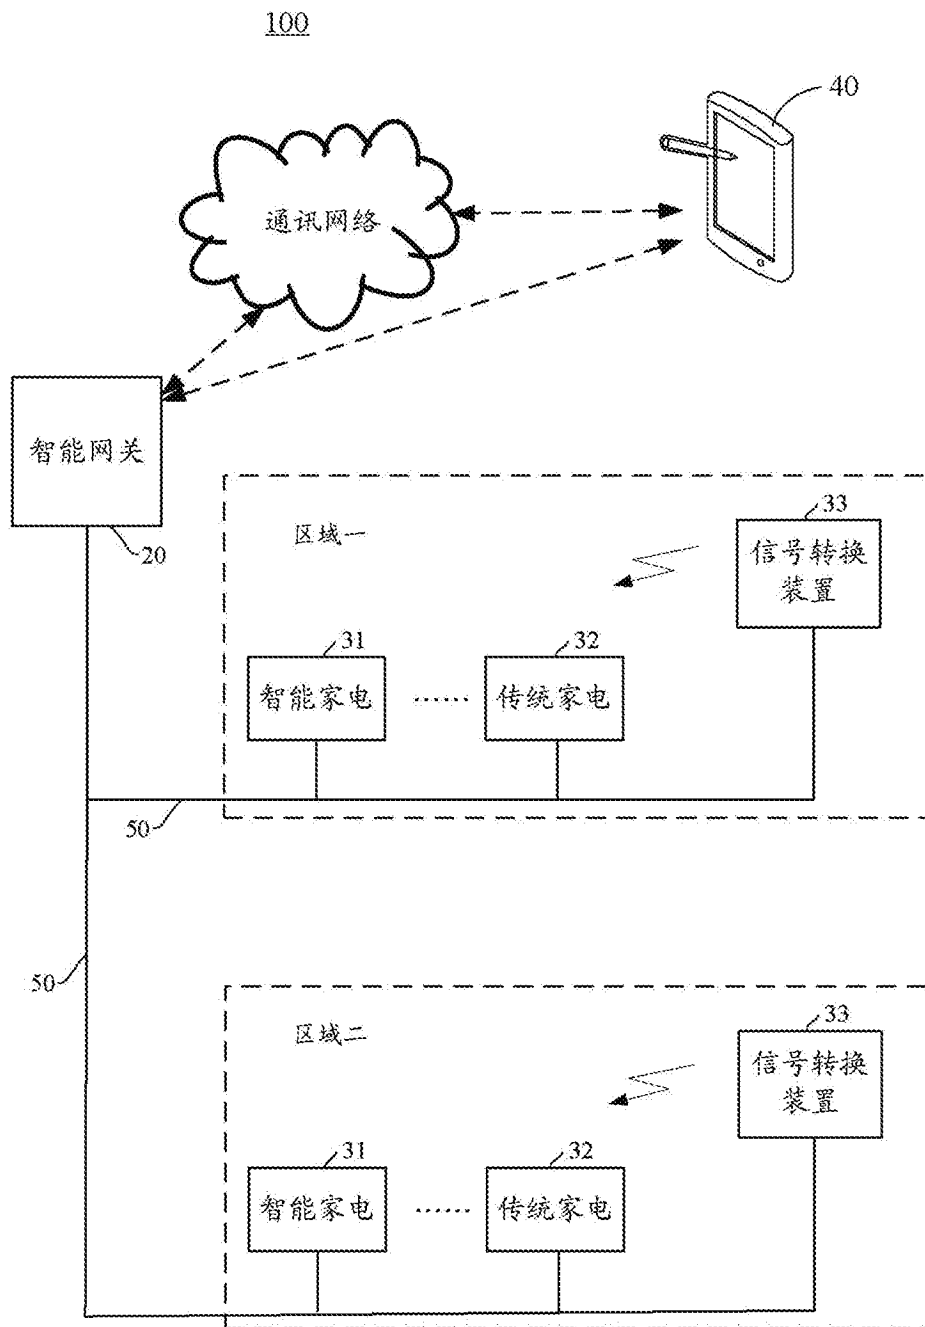 100
40
通讯网络
智能网关
20
区域一
33
信号转换
装置
31
32
智能家电
……
传统家电
50
50
区域二
33
信号转换
装置
31
32
智能家电
……
传统家电